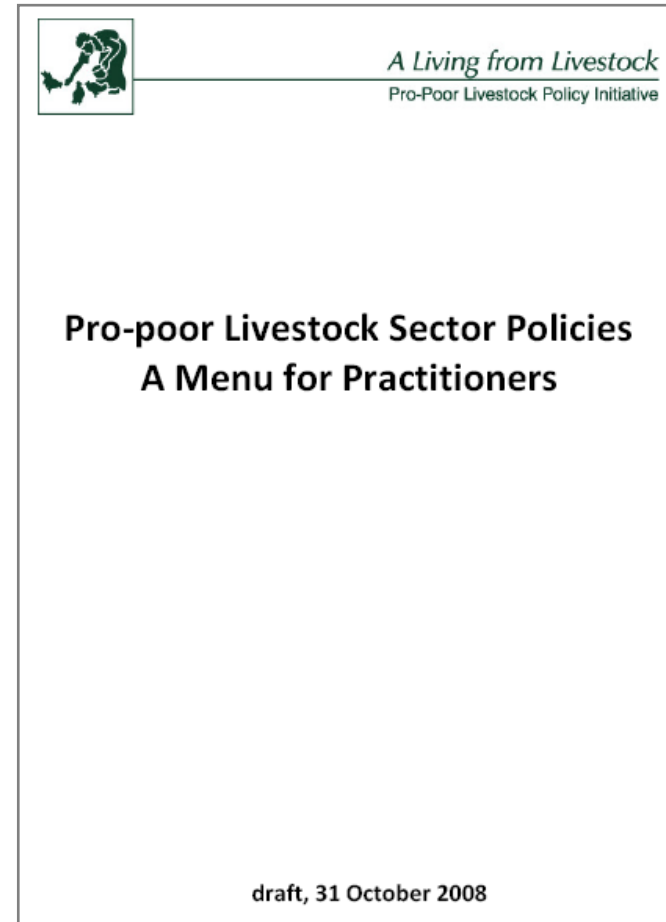 A Living from Livestock
Pro-Poor Livestock Policy Initiative
Pro-poor Livestock Sector Policies
A Menu for Practitioners
draft, 31 October 2008